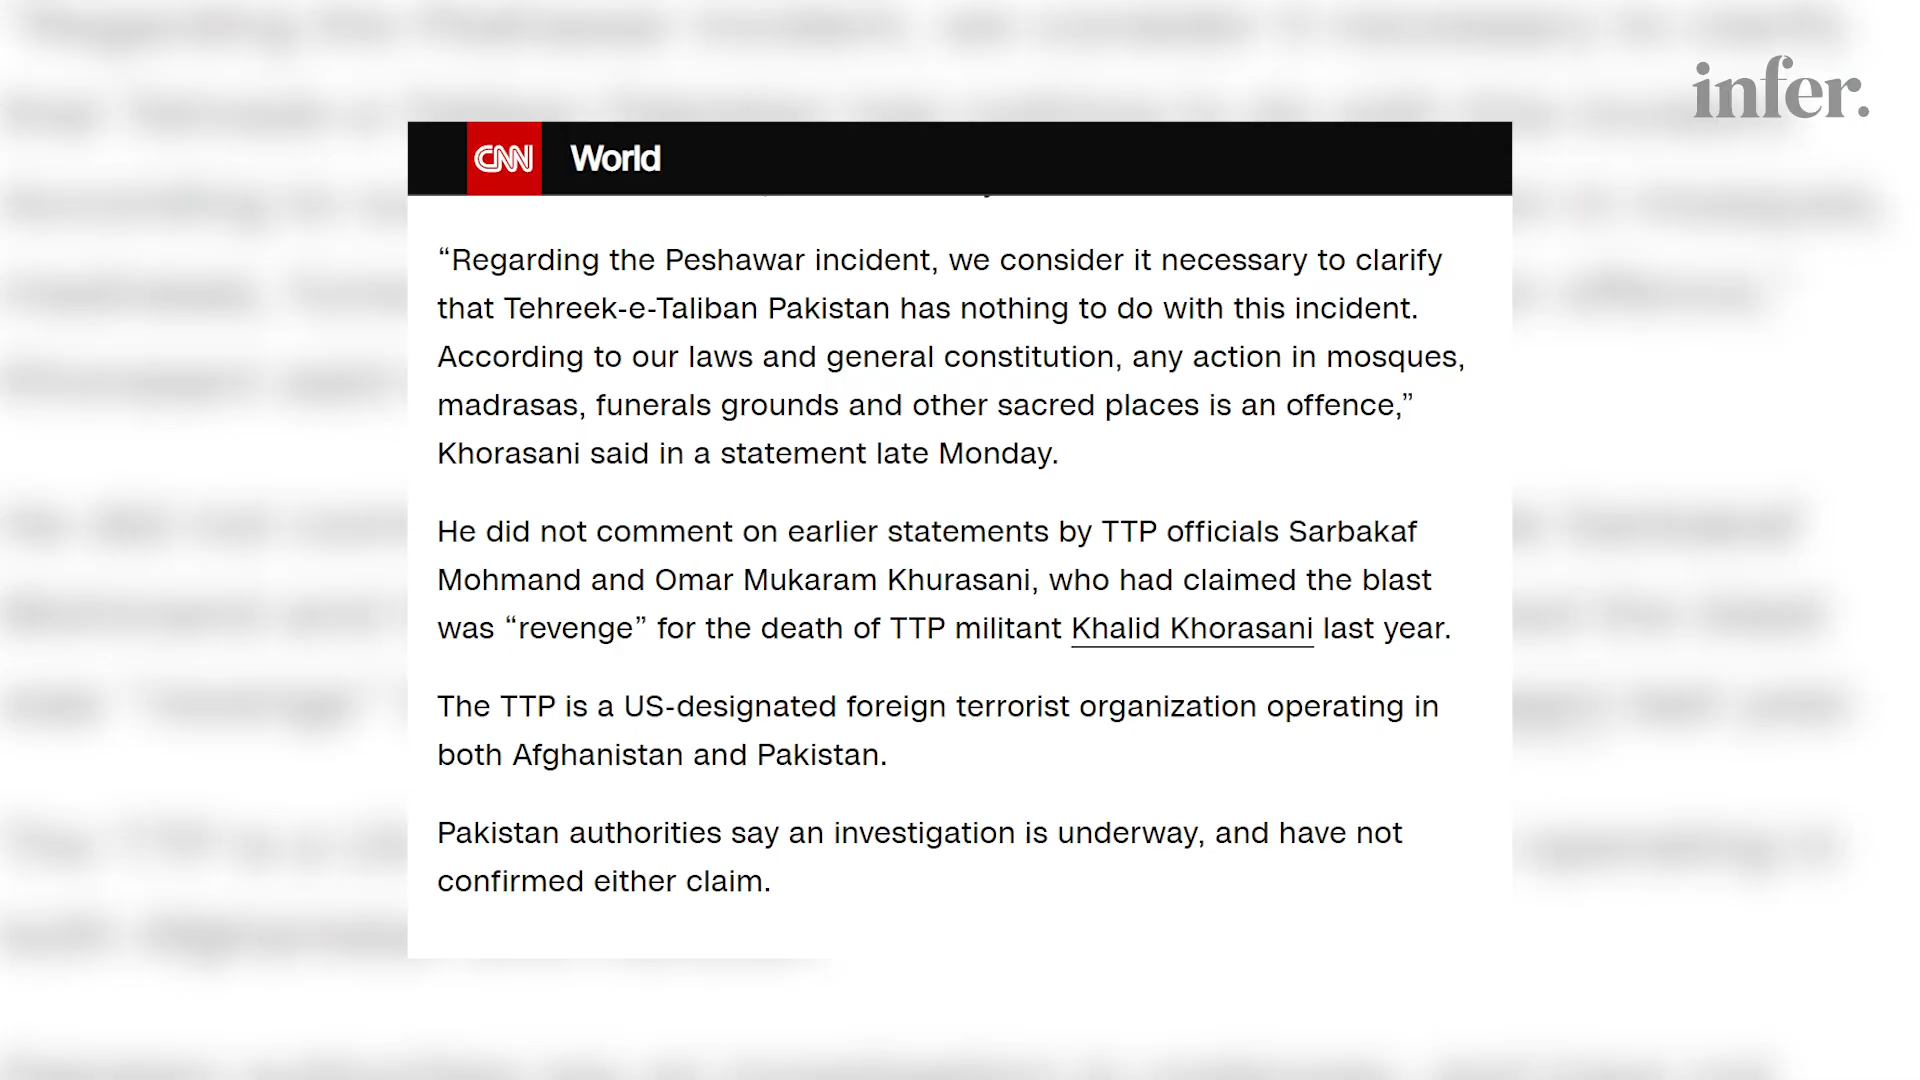 infer.
CNN World
“Regarding the Peshawar incident, we consider it necessary to clarify
that Tehreek-e-Taliban Pakistan has nothing to do with this incident.
According to our laws and general constitution, any action in mosques,
madrasas, funerals grounds and other sacred places is an offence,”
Khorasani said in a statement late Monday.
He did not comment on earlier statements by TTP officials Sarbakaf
Mohmand and Omar Mukaram Khurasani, who had claimed the blast
was “revenge” for the death of TTP militant Khalid Khorasani last year.
The TTP is a US-designated foreign terrorist organization operating in
both Afghanistan and Pakistan.
Pakistan authorities say an investigation is underway, and have not
confirmed either claim.